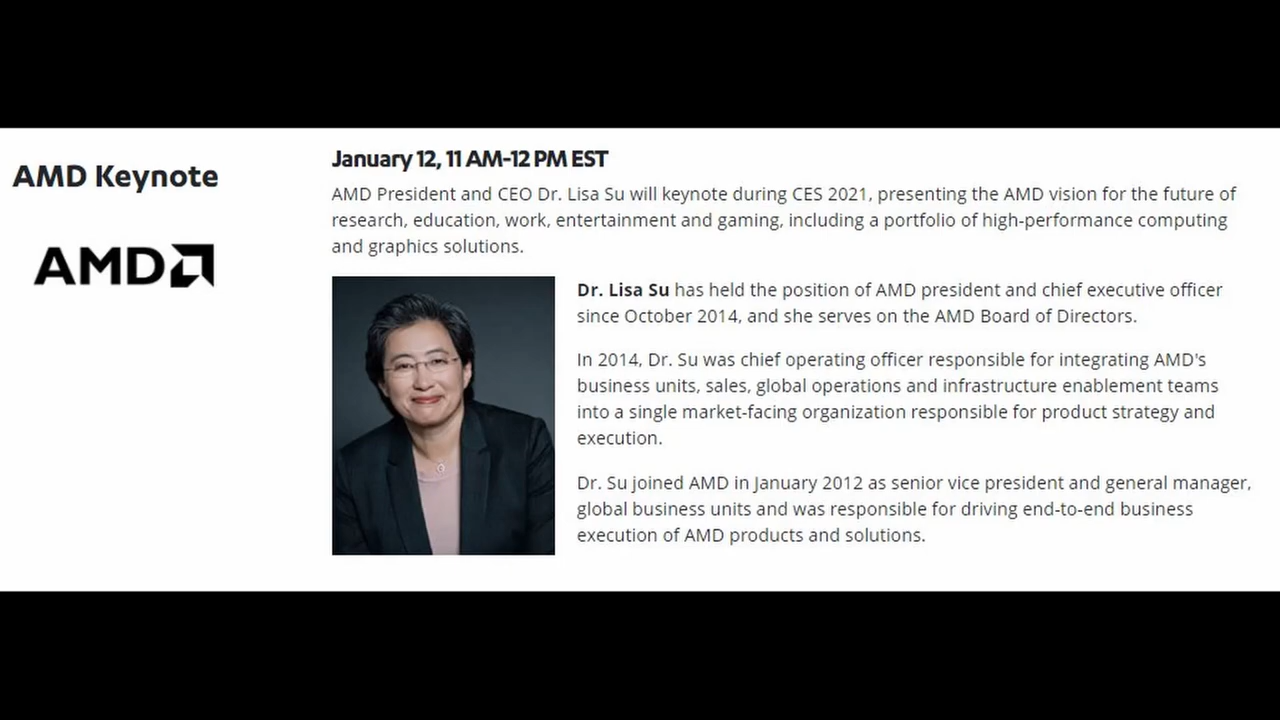 AMD Keynote
AMD
January 12, 11 AM-12 PM EST
AMD President and CEO Dr. Lisa Su will keynote during CES 2021, presenting the AMD vision for the future of
research, education, work, entertainment and gaming, including a portfolio of high-performance computing
and graphics solutions.
Dr. Lisa Su has held the position of AMD president and chief executive officer
since October 2014, and she serves on the AMD Board of Directors.
In 2014, Dr. Su was chief operating officer responsible for integrating AMD's
business units, sales, global operations and infrastructure enablement teams
into a single market-facing organization responsible for product strategy and
execution.
Dr. Su joined AMD in January 2012 as senior vice president and general manager,
global business units and was responsible for driving end-to-end business
execution of AMD products and solutions.